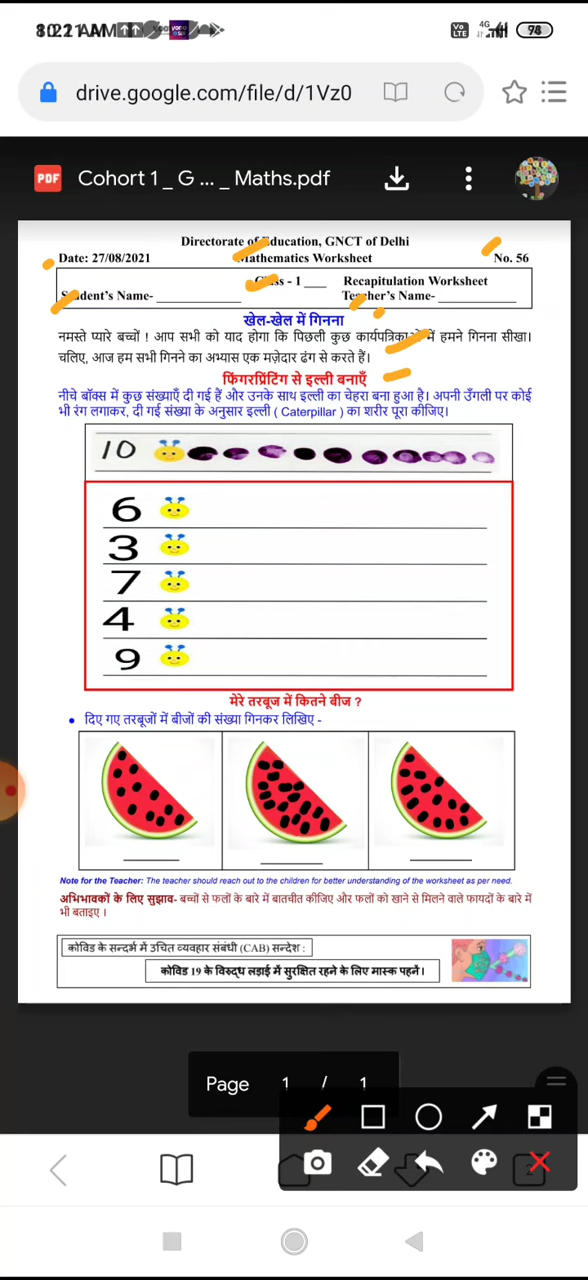 drive.google.com/file/d/1Vz0
PDF Cohort 1 _ G ... _ Maths.pdf
Directorate of Education, GNCT of Delhi
Date: 27/08/2021 Mathematics Worksheet No. 56
Class - 1 ___ Recapitulation Worksheet
Student's Name- ____________ Teacher's Name- ____________
खेल-खेल में गिनना
नमस्ते प्यारे बच्चों ! आप सभी को याद होगा कि पिछली कुछ कार्यपत्रिकाओं में हमने गिनना सीखा।
चलिए, आज हम सभी गिनने का अभ्यास एक मज़ेदार ढंग से करते हैं।
फिंगरप्रिंटिंग से इल्ली बनाएँ
नीचे बॉक्स में कुछ संख्याएँ दी गई हैं और उनके साथ इल्ली का चेहरा बना हुआ है। अपनी उँगली पर कोई
भी रंग लगाकर, दी गई संख्या के अनुसार इल्ली ( Caterpillar ) का शरीर पूरा कीजिए।
10
6
3
7
4
9
मेरे तरबूज में कितने बीज ?
• दिए गए तरबूजों में बीजों की संख्या गिनकर लिखिए -
Note for the Teacher: The teacher should reach out to the children for better understanding of the worksheet as per need.
अभिभावकों के लिए सुझाव- बच्चों से फलों के बारे में बातचीत कीजिए और फलों को खाने से मिलने वाले फायदों के बारे में
भी बताइए ।
कोविड के सन्दर्भ में उचित व्यवहार संबंधी (CAB) सन्देश :
कोविड 19 के विरुद्ध लड़ाई में सुरक्षित रहने के लिए मास्क पहनें।
Page 1 / 1